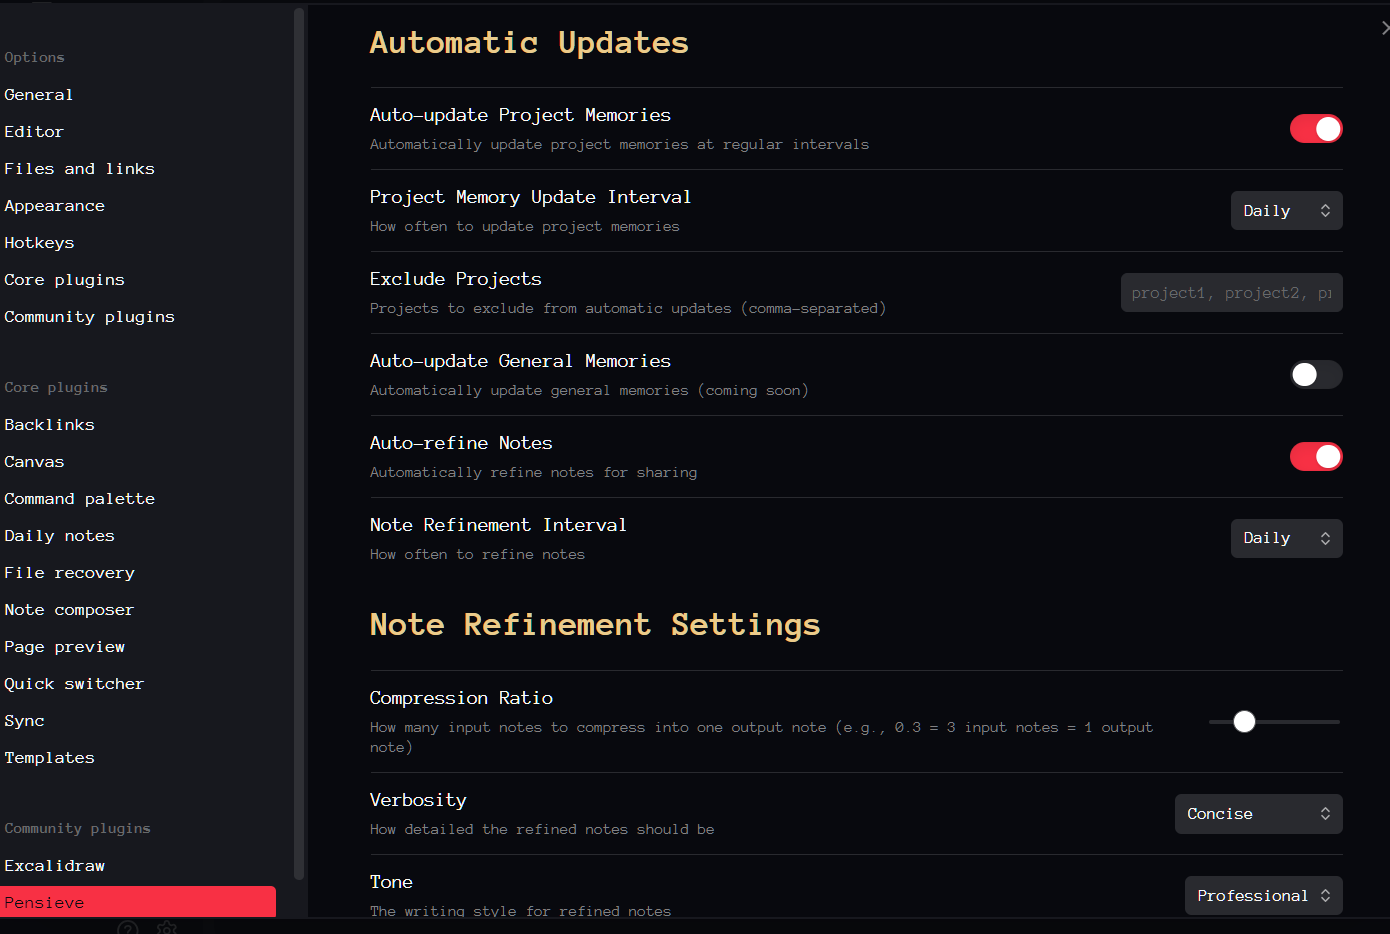 Options
General
Editor
Files and links
Appearance
Hotkeys
Core plugins
Community plugins
Core plugins
Backlinks
Canvas
Command palette
Daily notes
File recovery
Note composer
Page preview
Quick switcher
Sync
Templates
Community plugins
Excalidraw
Pensieve
Automatic Updates
Auto-update Project Memories
Automatically update project memories at regular intervals
Project Memory Update Interval
How often to update project memories
Daily
Exclude Projects
Projects to exclude from automatic updates (comma-separated)
project1, project2, pr
Auto-update General Memories
Automatically update general memories (coming soon)
Auto-refine Notes
Automatically refine notes for sharing
Note Refinement Interval
How often to refine notes
Daily
Note Refinement Settings
Compression Ratio
How many input notes to compress into one output note (e.g., 0.3 = 3 input notes = 1 output
note)
Verbosity
How detailed the refined notes should be
Concise
Tone
The writing style for refined notes
Professional